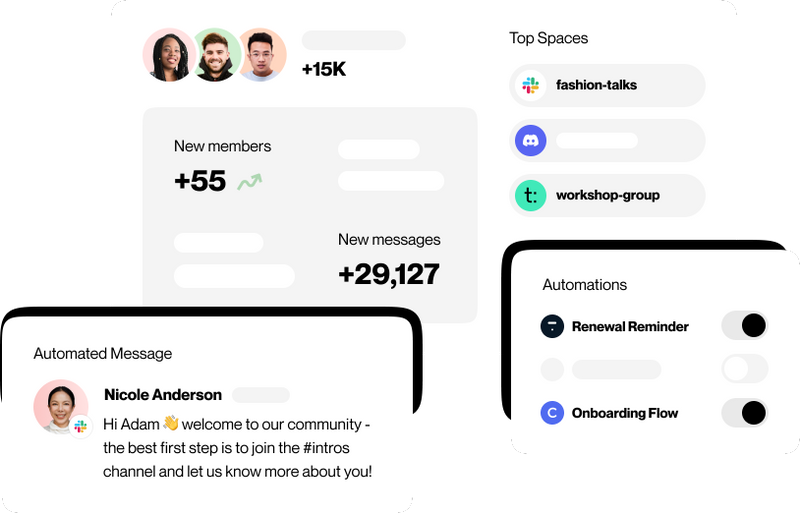 +15K
New members
+55
New messages
+29,127
Top Spaces
fashion-talks
t:
workshop-group
Automations
Renewal Reminder
C
Onboarding Flow
Automated Message
Nicole Anderson
Hi Adam 👋 welcome to our community -
the best first step is to join the #intros
channel and let us know more about you!